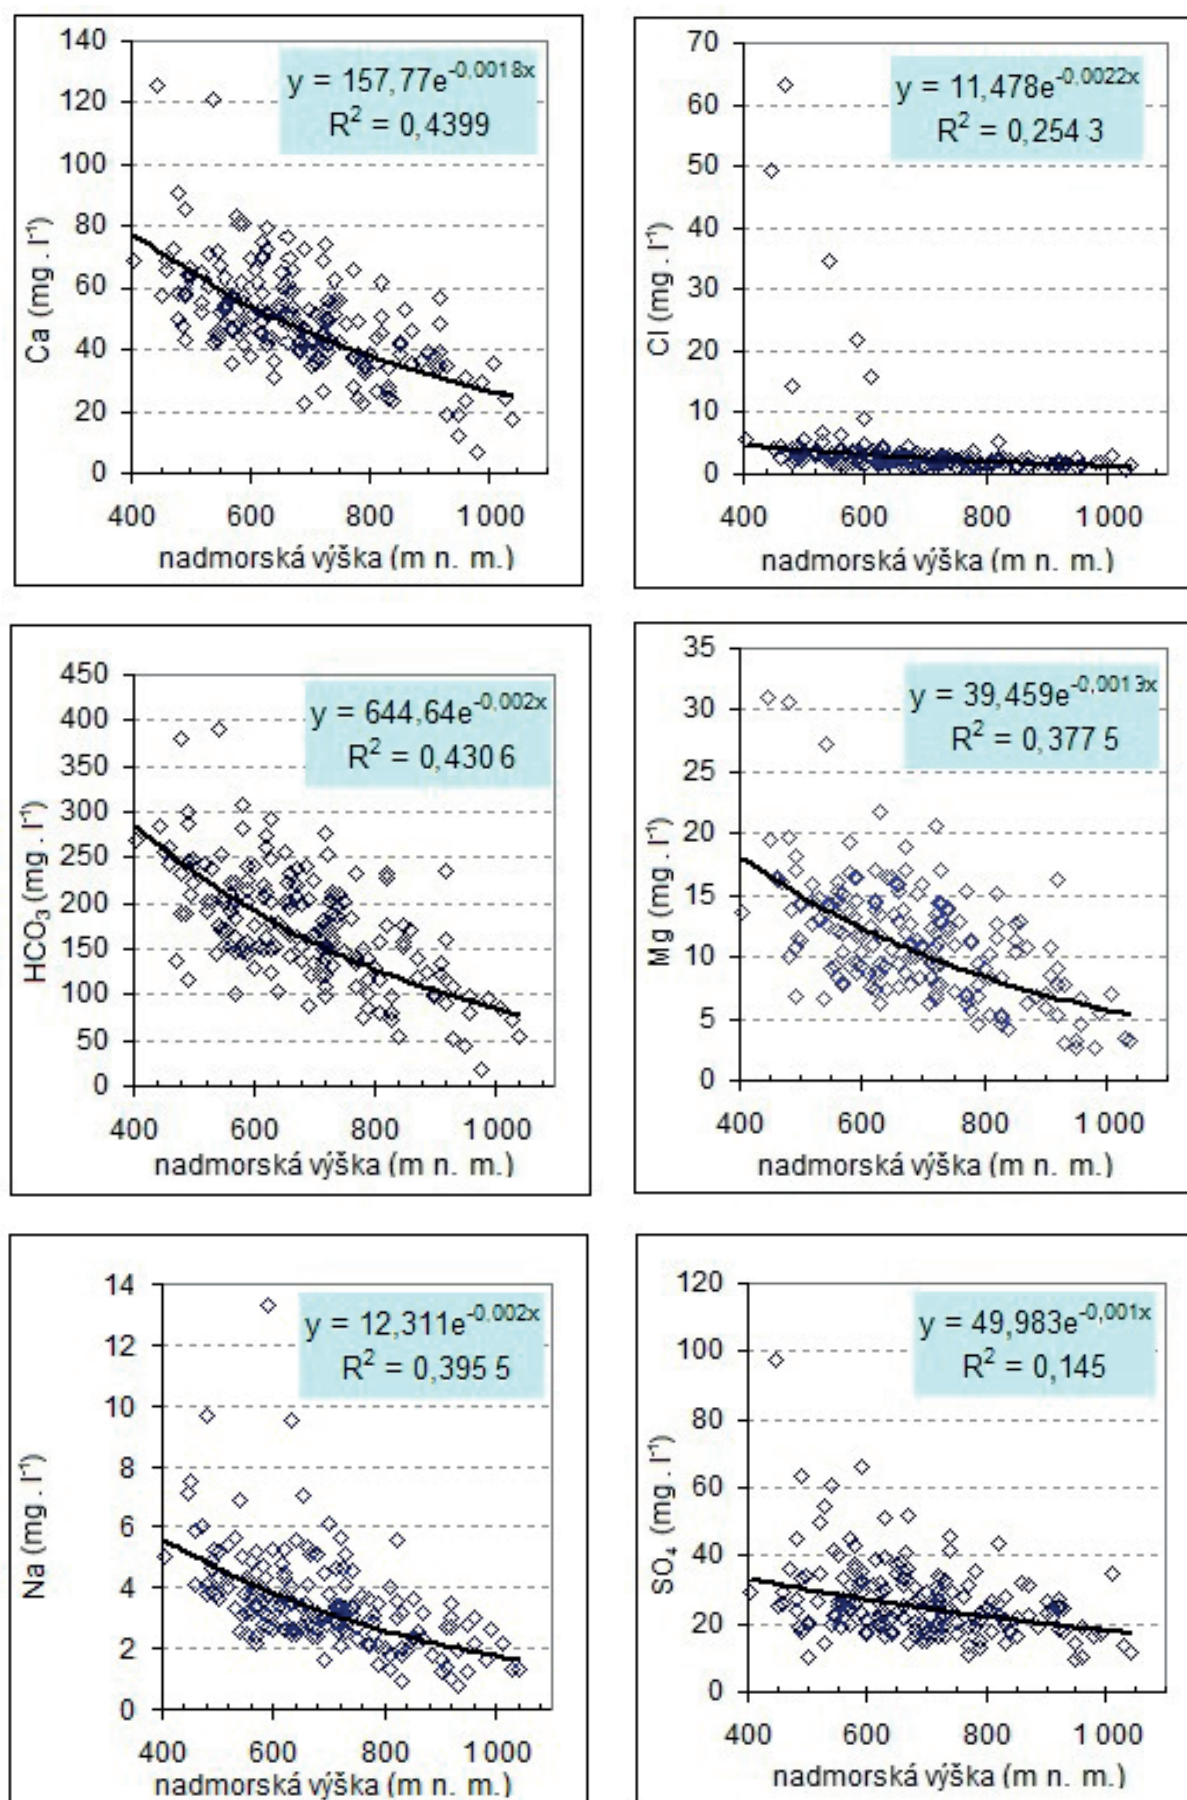 140
120
100
80
60
40
20
0
Ca (mg . l⁻¹)
y = 157,77e^-0,0018x
R² = 0,4399
400 600 800 1 000
nadmorská výška (m n. m.)
70
60
50
40
30
20
10
0
Cl (mg . l⁻¹)
y = 11,478e^-0,0022x
R² = 0,254 3
400 600 800 1 000
nadmorská výška (m n. m.)
450
400
350
300
250
200
150
100
50
0
HCO₃ (mg . l⁻¹)
y = 644,64e^-0,002x
R² = 0,430 6
400 600 800 1 000
nadmorská výška (m n. m.)
35
30
25
20
15
10
5
0
Mg (mg . l⁻¹)
y = 39,459e^-0,0013x
R² = 0,377 5
400 600 800 1 000
nadmorská výška (m n. m.)
14
12
10
8
6
4
2
0
Na (mg . l⁻¹)
y = 12,311e^-0,002x
R² = 0,395 5
400 600 800 1 000
nadmorská výška (m n. m.)
120
100
80
60
40
20
0
SO₄ (mg . l⁻¹)
y = 49,983e^-0,001x
R² = 0,145
400 600 800 1 000
nadmorská výška (m n. m.)